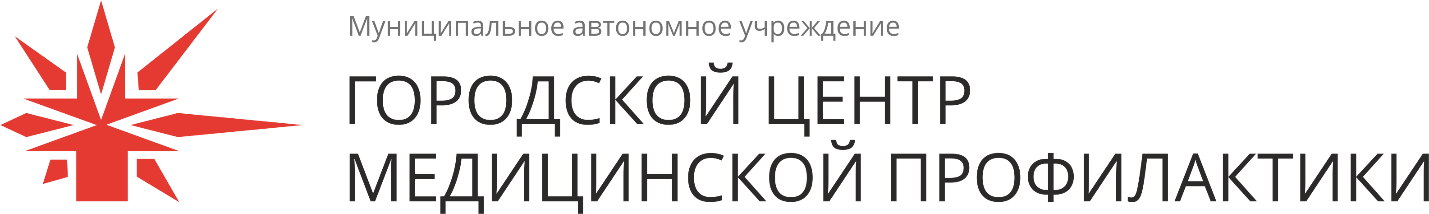 Муниципальное автономное учреждение
ГОРОДСКОЙ ЦЕНТР
МЕДИЦИНСКОЙ ПРОФИЛАКТИКИ